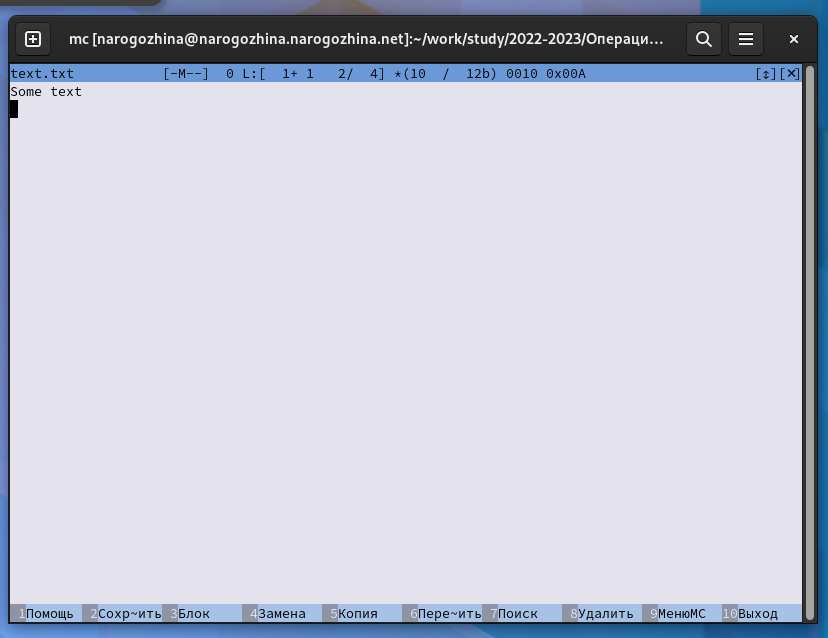 mc [narogozhina@narogozhina.narogozhina.net]:~/work/study/2022-2023/Операци...
text.txt [-M--] 0 L:[ 1+ 1 2/ 4] *(10 / 12b) 0010 0x00A [↕][✕]
Some text
1Помощь 2Сохр~ить 3Блок 4Замена 5Копия 6Пере~ить 7Поиск 8Удалить 9МенюМС 10Выход